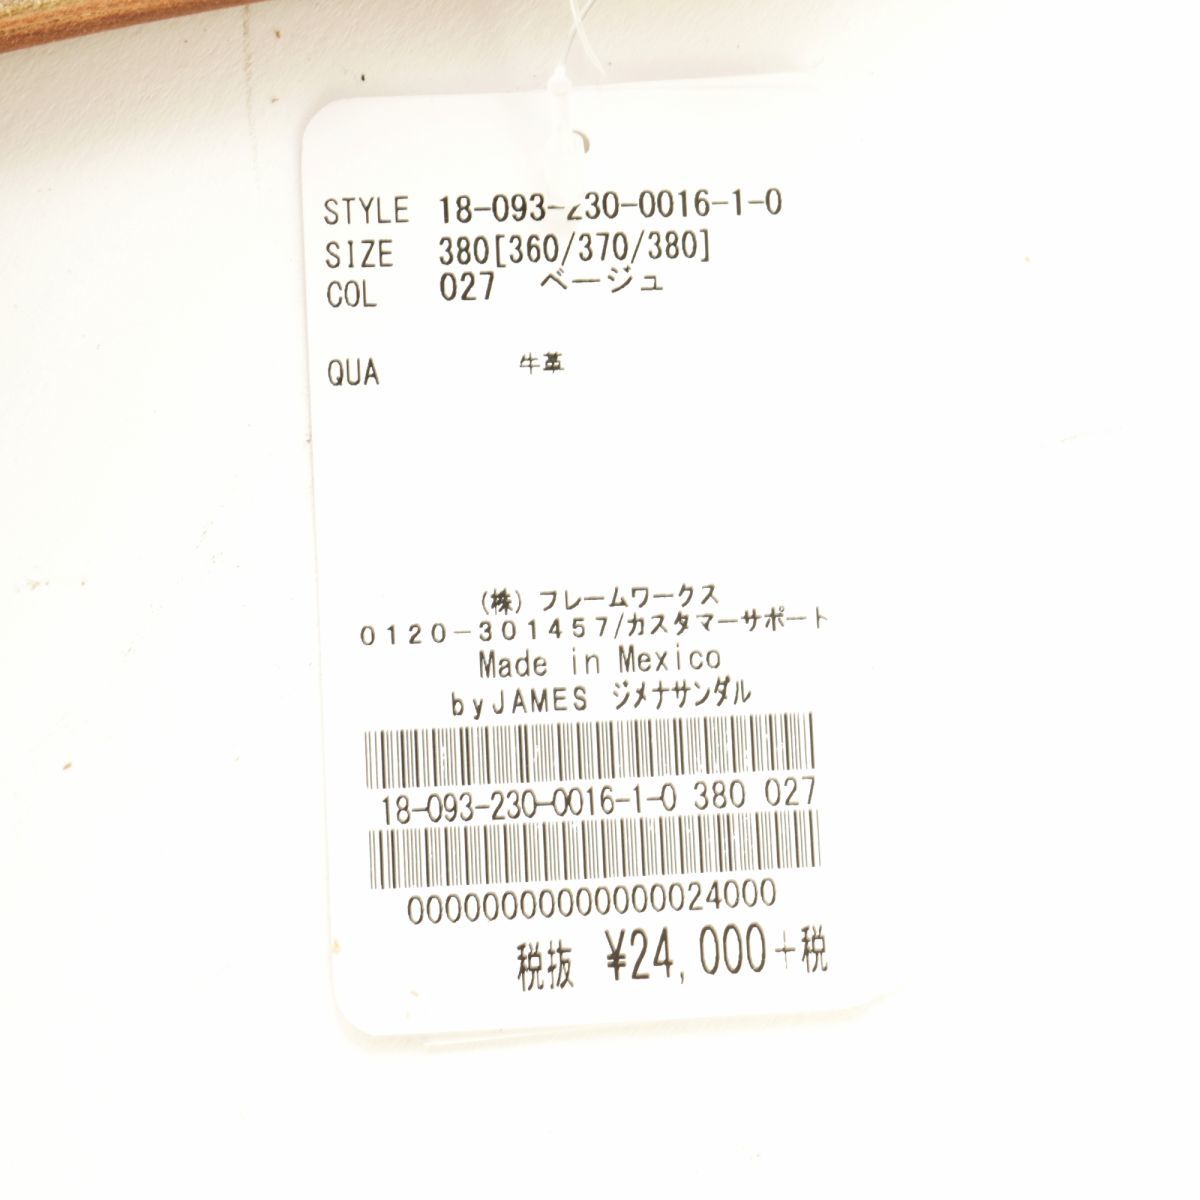 STYLE 18-093-230-0016-1-0
SIZE 380[360/370/380]
COL 027 ベージュ
QUA 牛革
(株) フレームワークス
0120-301457/カスタマーサポート
Made in Mexico
byJAMES ジメナサンダル
18-093-230-0016-1-0 380 027
00000000000000024000
税抜 ¥24,000+税